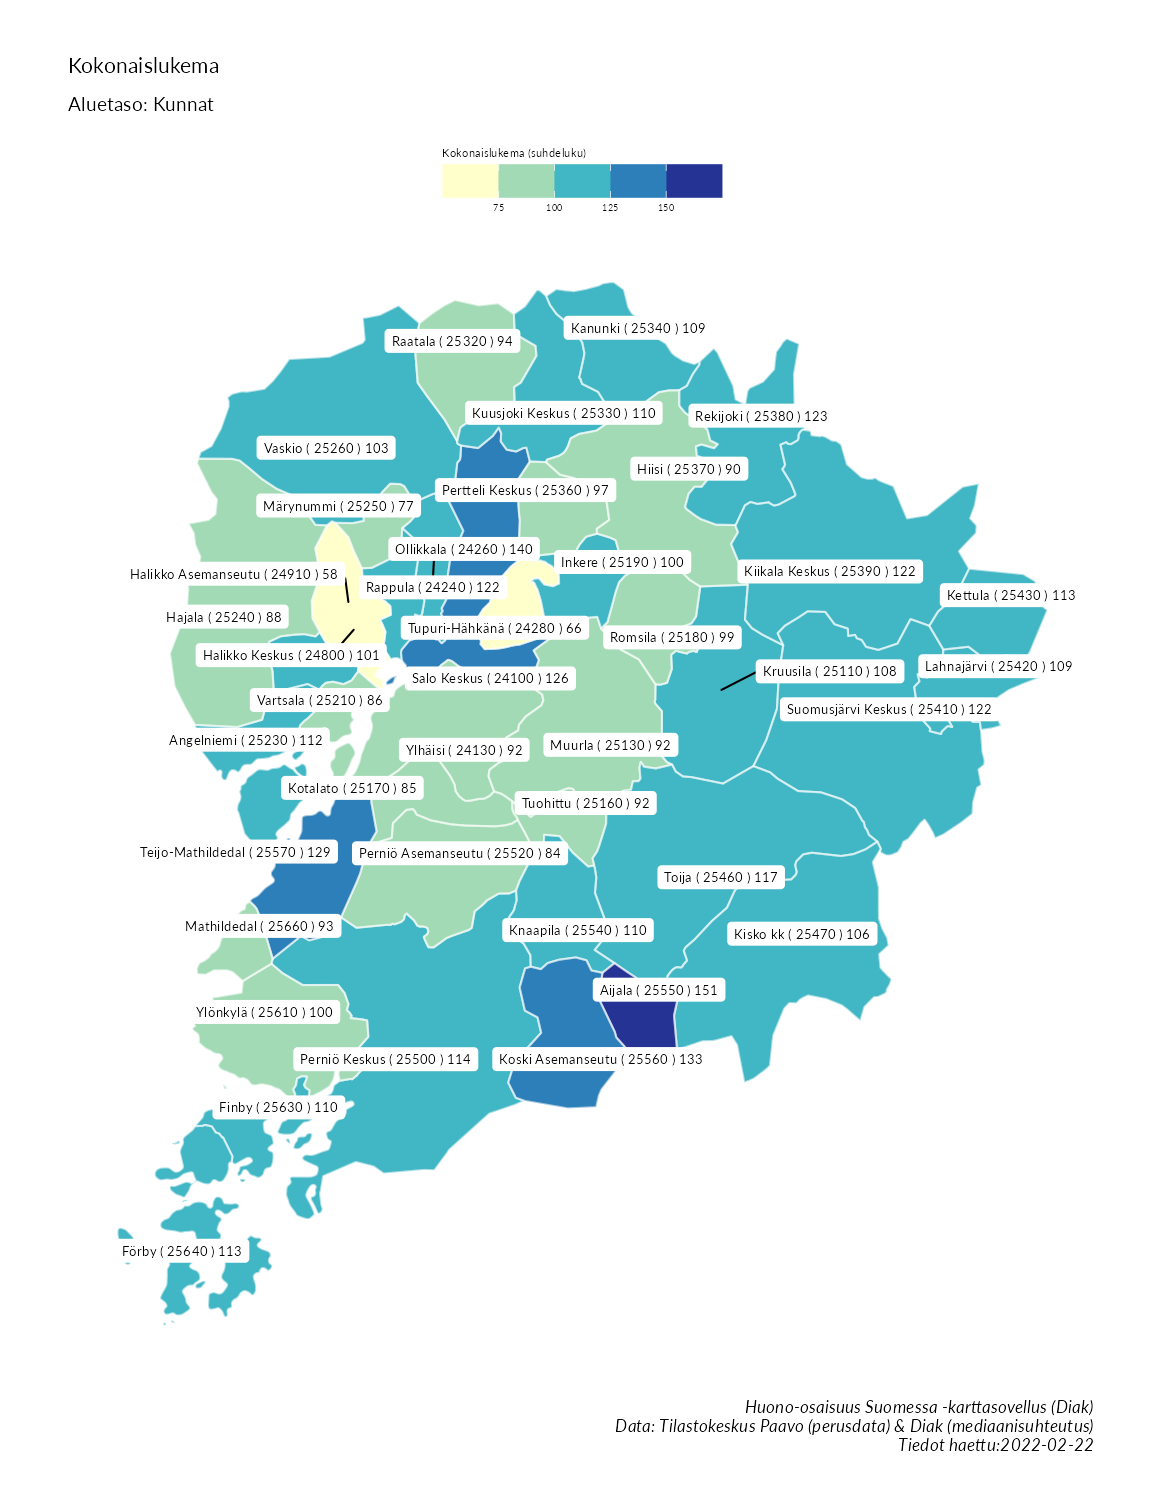 Kokonaislukema
Aluetaso: Kunnat
Kokonaislukema (suhdeluku)
75 100 125 150
Kanunki ( 25340 ) 109
Raatala ( 25320 ) 94
Kuusjoki Keskus ( 25330 ) 110
Rekijoki ( 25380 ) 123
Vaskio ( 25260 ) 103
Hiisi ( 25370 ) 90
Pertteli Keskus ( 25360 ) 97
Märynummi ( 25250 ) 77
Ollikkala ( 24260 ) 140
Inkere ( 25190 ) 100
Kiikala Keskus ( 25390 ) 122
Halikko Asemanseutu ( 24910 ) 58
Rappula ( 24240 ) 122
Kettula ( 25430 ) 113
Hajala ( 25240 ) 88
Tupuri-Hähkänä ( 24280 ) 66
Romsila ( 25180 ) 99
Halikko Keskus ( 24800 ) 101
Lahnajärvi ( 25420 ) 109
Kruusila ( 25110 ) 108
Salo Keskus ( 24100 ) 126
Vartsala ( 25210 ) 86
Suomusjärvi Keskus ( 25410 ) 122
Angelniemi ( 25230 ) 112
Ylhäisi ( 24130 ) 92
Muurla ( 25130 ) 92
Kotalato ( 25170 ) 85
Tuohittu ( 25160 ) 92
Teijo-Mathildedal ( 25570 ) 129
Perniö Asemanseutu ( 25520 ) 84
Toija ( 25460 ) 117
Mathildedal ( 25660 ) 93
Knaapila ( 25540 ) 110
Kisko kk ( 25470 ) 106
Aijala ( 25550 ) 151
Ylönkylä ( 25610 ) 100
Perniö Keskus ( 25500 ) 114
Koski Asemanseutu ( 25560 ) 133
Finby ( 25630 ) 110
Förby ( 25640 ) 113
Huono-osaisuus Suomessa -karttasovellus (Diak)
Data: Tilastokeskus Paavo (perusdata) & Diak (mediaanisuhteutus)
Tiedot haettu:2022-02-22